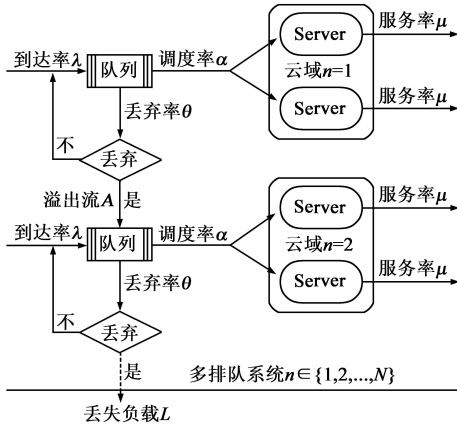 到达率λ
队列
调度率α
Server
云域n=1
Server
服务率μ
服务率μ
丢弃率θ
不
丢弃
溢出流A
是
到达率λ
队列
调度率α
Server
云域n=2
Server
服务率μ
服务率μ
丢弃率θ
不
丢弃
是
多排队系统n∈{1,2,...,N}
丢失负载L